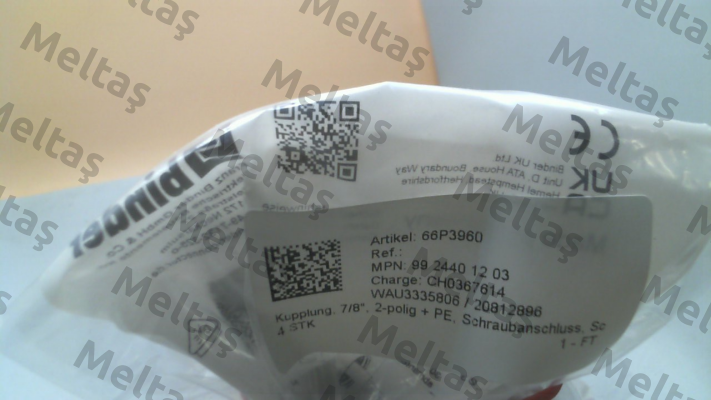 Meltaş
binder
Binder UK Ltd
Unit D, ATA House
Boundary Way
Hemel Hempstead,
Hertfordshire
CE
UK
CA
Artikel: 66P3960
Ref.:
MPN: 99 2440 12 03
Charge: CH0367614
WAU3335806 / 20812896
Kupplung, 7/8", 2-polig + PE, Schraubanschluss, Sc
4 STK
1 - FT